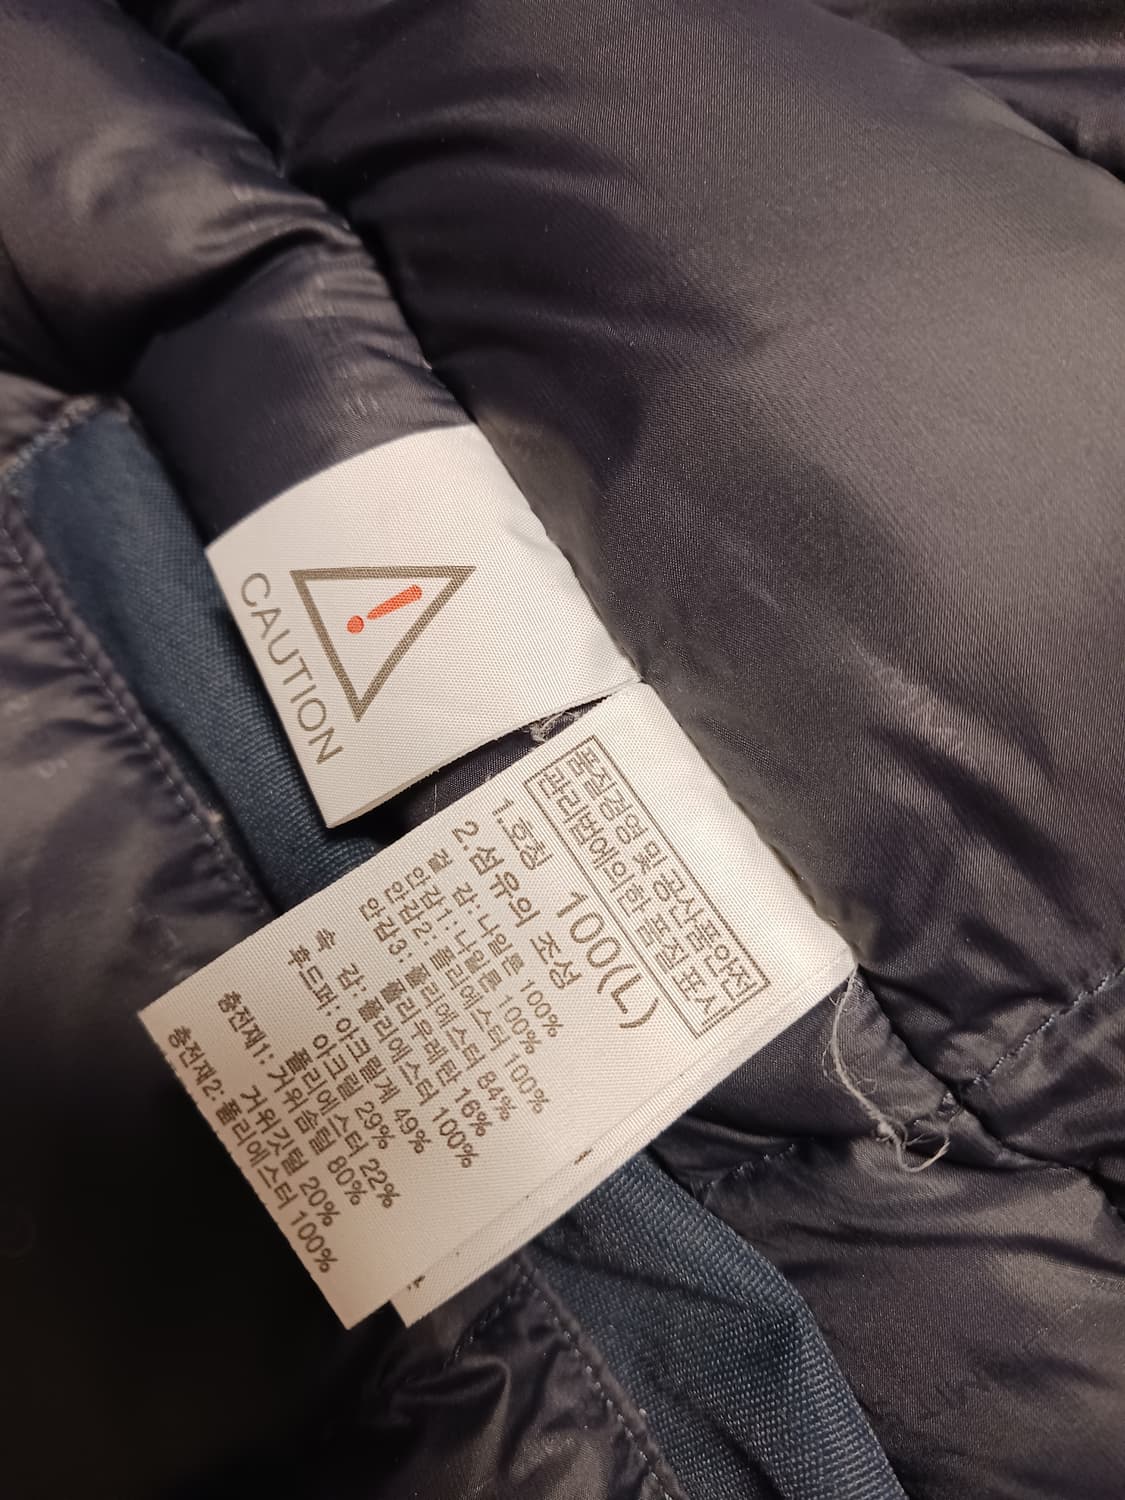 CAUTION
품질경영 및 공산품안전
관리법에의한 품질 표시
1.호칭 100(L)
2.섬유의 조성
겉 감: 나일론 100%
안감1: 나일론 100%
안감2: 폴리에스터 100%
안감3: 폴리에스터 84%
폴리우레탄 16%
솔 감: 폴리에스터 100%
후드퍼: 아크릴계 49%
아크릴 29%
폴리에스터 22%
충전재1: 거위솜털 80%
거위깃털 20%
충전재2: 폴리에스터 100%